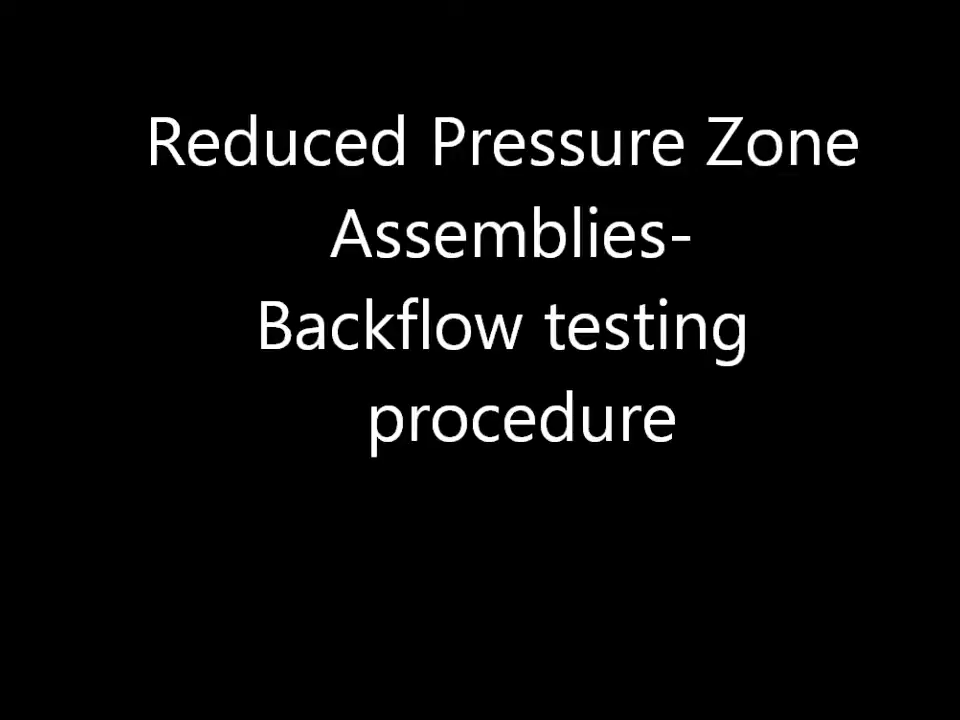 Reduced Pressure Zone
Assemblies-
Backflow testing
procedure